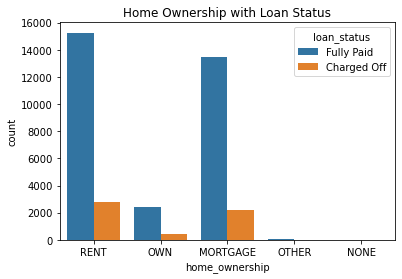 Home Ownership with Loan Status
16000
14000
12000
10000
8000
6000
4000
2000
0
count
loan_status
Fully Paid
Charged Off
RENT OWN MORTGAGE OTHER NONE
home_ownership